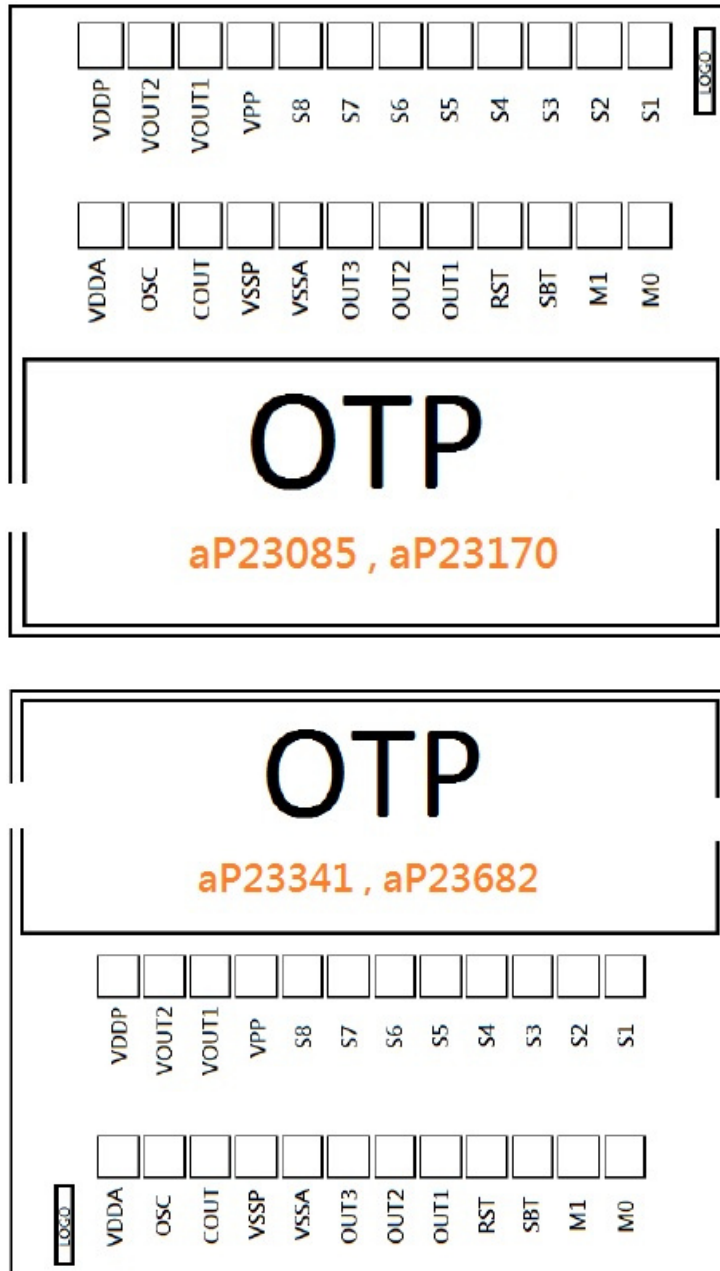 VDDP VOUT2 VOUT1 VPP S8 S7 S6 S5 S4 S3 S2 S1 LOGO
VDDA OSC COUT VSSP VSSA OUT3 OUT2 OUT1 RST SBT M1 M0
OTP
aP23085 , aP23170
OTP
aP23341 , aP23682
VDDP VOUT2 VOUT1 VPP S8 S7 S6 S5 S4 S3 S2 S1
LOGO VDDA OSC COUT VSSP VSSA OUT3 OUT2 OUT1 RST SBT M1 M0